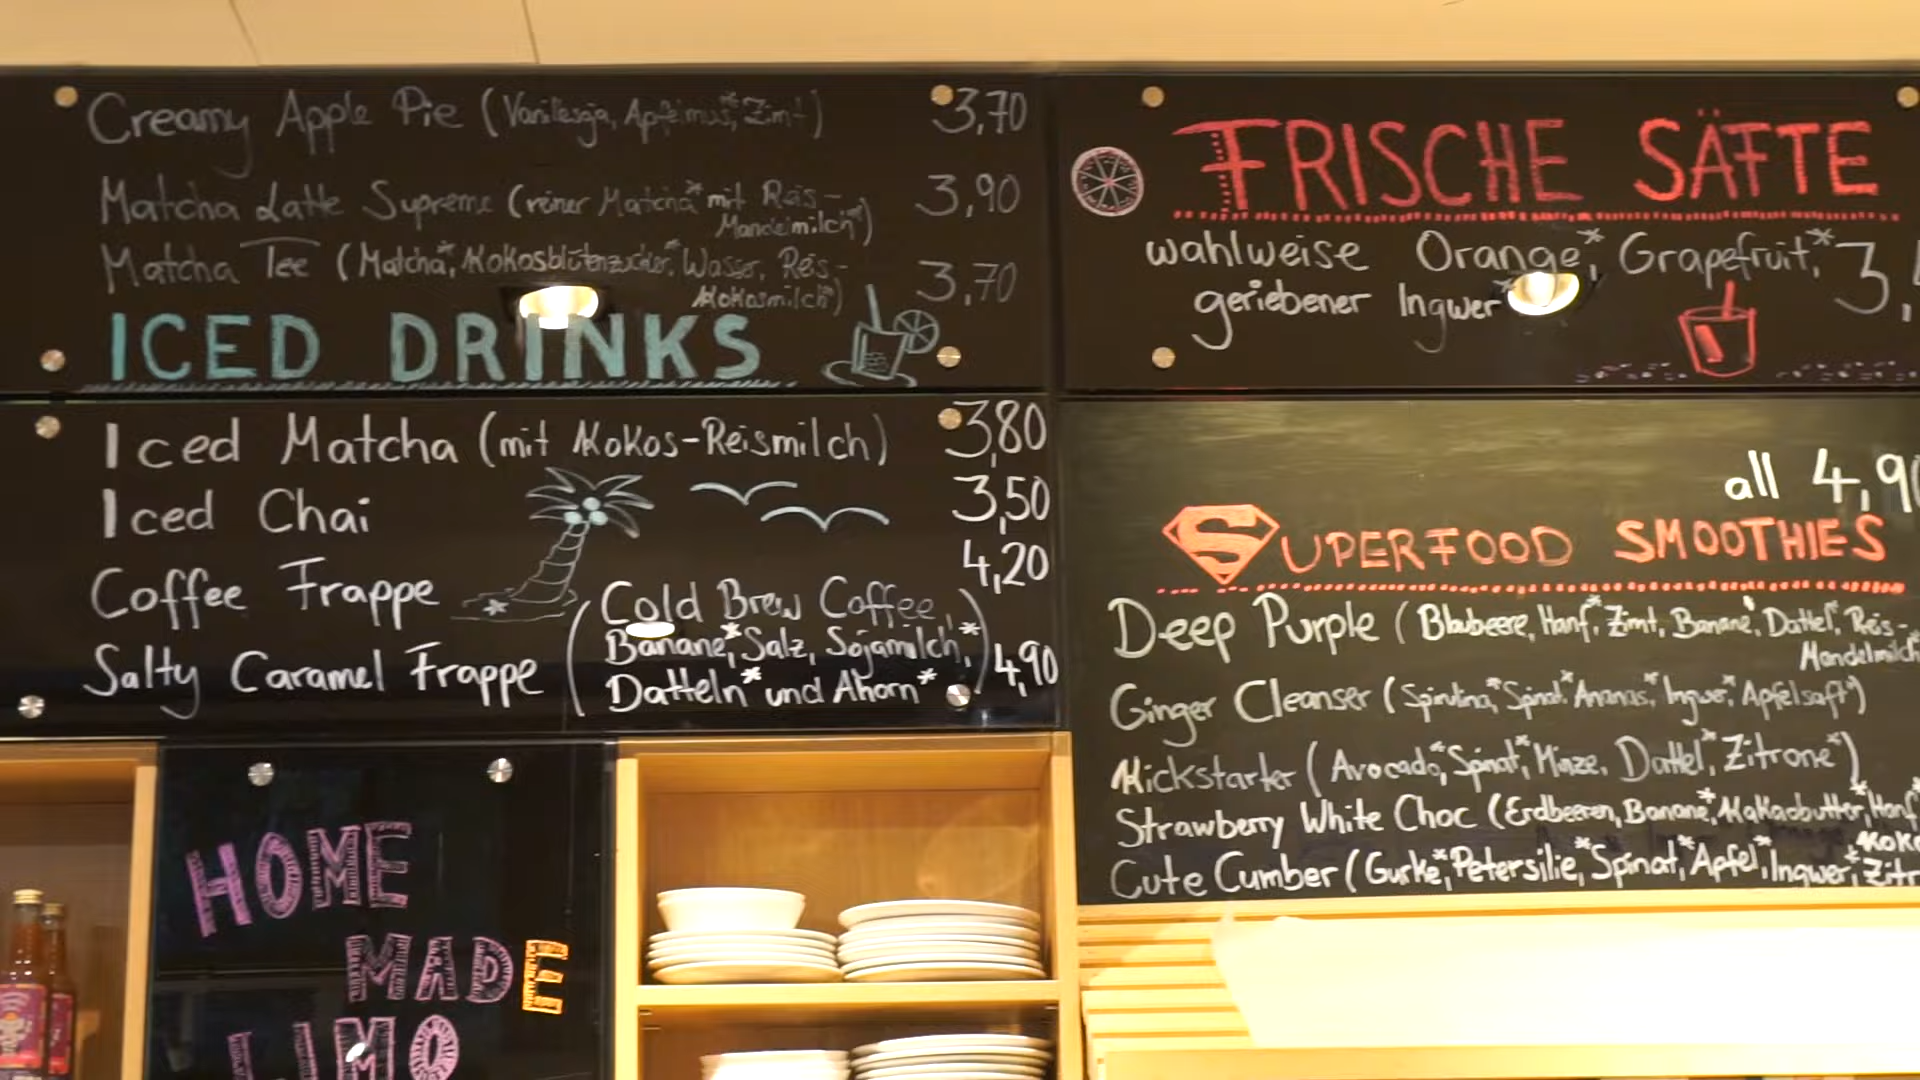 Creamy Apple Pie (Vanillesoja, Apfelmus*, Zimt) 3,70
Matcha Latte Supreme (reiner Matcha* mit Reis- 3,90
Mandelmilch*)
Matcha Tee (Matcha*, Kokosblütenzucker*, Wasser, Reis- 3,70
Kokosmilch*)
ICED DRINKS
Iced Matcha (mit Kokos-Reismilch) 3,80
Iced Chai 3,50
Coffee Frappe 4,20
Salty Caramel Frappe (Cold Brew Coffee,
Banane*, Salz, Sojamilch*,
Datteln* und Ahorn*) 4,90
HOME
MADE
LIMO
FRISCHE SÄFTE
wahlweise Orange*, Grapefruit*,
geriebener Ingwer*
all 4,90
SUPERFOOD SMOOTHIES
Deep Purple (Blaubeere, Hanf*, Zimt, Banane*, Dattel*, Reis-
Mandelmilch
Ginger Cleanser (Spirulina*, Spinat*, Ananas*, Ingwer*, Apfelsaft*)
Kickstarter (Avocado*, Spinat*, Minze, Dattel*, Zitrone*)
Strawberry White Choc (Erdbeeren, Banane*, Kakaobutter*, Hanf*
Cute Cumber (Gurke*, Petersilie*, Spinat*, Apfel*, Ingwer*,